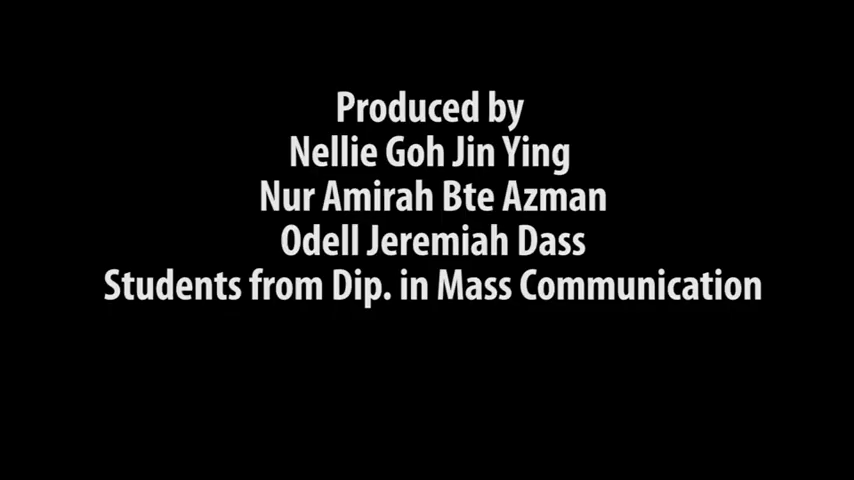 Produced by
Nellie Goh Jin Ying
Nur Amirah Bte Azman
Odell Jeremiah Dass
Students from Dip. in Mass Communication